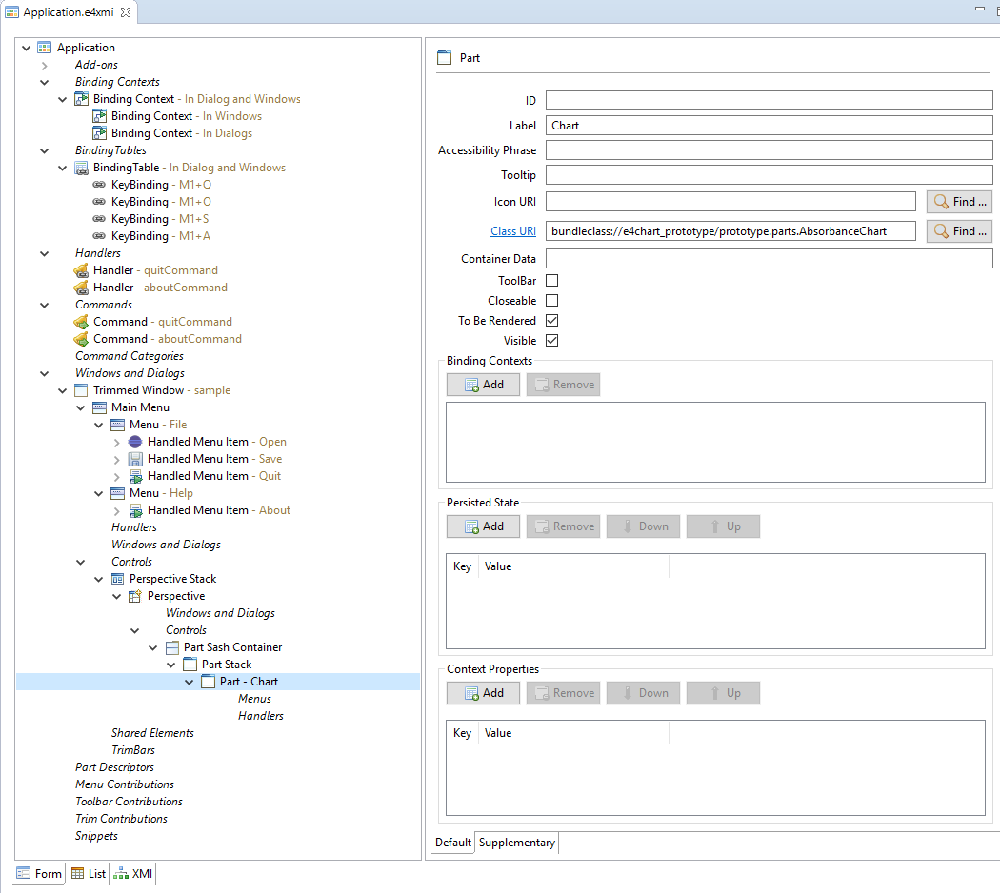 Application.e4xmi
Application
Add-ons
Binding Contexts
Binding Context - In Dialog and Windows
Binding Context - In Windows
Binding Context - In Dialogs
BindingTables
BindingTable - In Dialog and Windows
KeyBinding - M1+Q
KeyBinding - M1+O
KeyBinding - M1+S
KeyBinding - M1+A
Handlers
Handler - quitCommand
Handler - aboutCommand
Commands
Command - quitCommand
Command - aboutCommand
Command Categories
Windows and Dialogs
Trimmed Window - sample
Main Menu
Menu - File
Handled Menu Item - Open
Handled Menu Item - Save
Handled Menu Item - Quit
Menu - Help
Handled Menu Item - About
Handlers
Windows and Dialogs
Controls
Perspective Stack
Perspective
Windows and Dialogs
Controls
Part Sash Container
Part Stack
Part - Chart
Menus
Handlers
Shared Elements
TrimBars
Part Descriptors
Menu Contributions
Toolbar Contributions
Trim Contributions
Snippets
Part
ID
Label Chart
Accessibility Phrase
Tooltip
Icon URI Find ...
Class URI bundleclass://e4chart_prototype/prototype.parts.AbsorbanceChart Find ...
Container Data
ToolBar
Closeable
To Be Rendered
Visible
Binding Contexts
Add Remove
Persisted State
Add Remove Down Up
Key Value
Context Properties
Add Remove Down Up
Key Value
Default Supplementary
Form List XMI